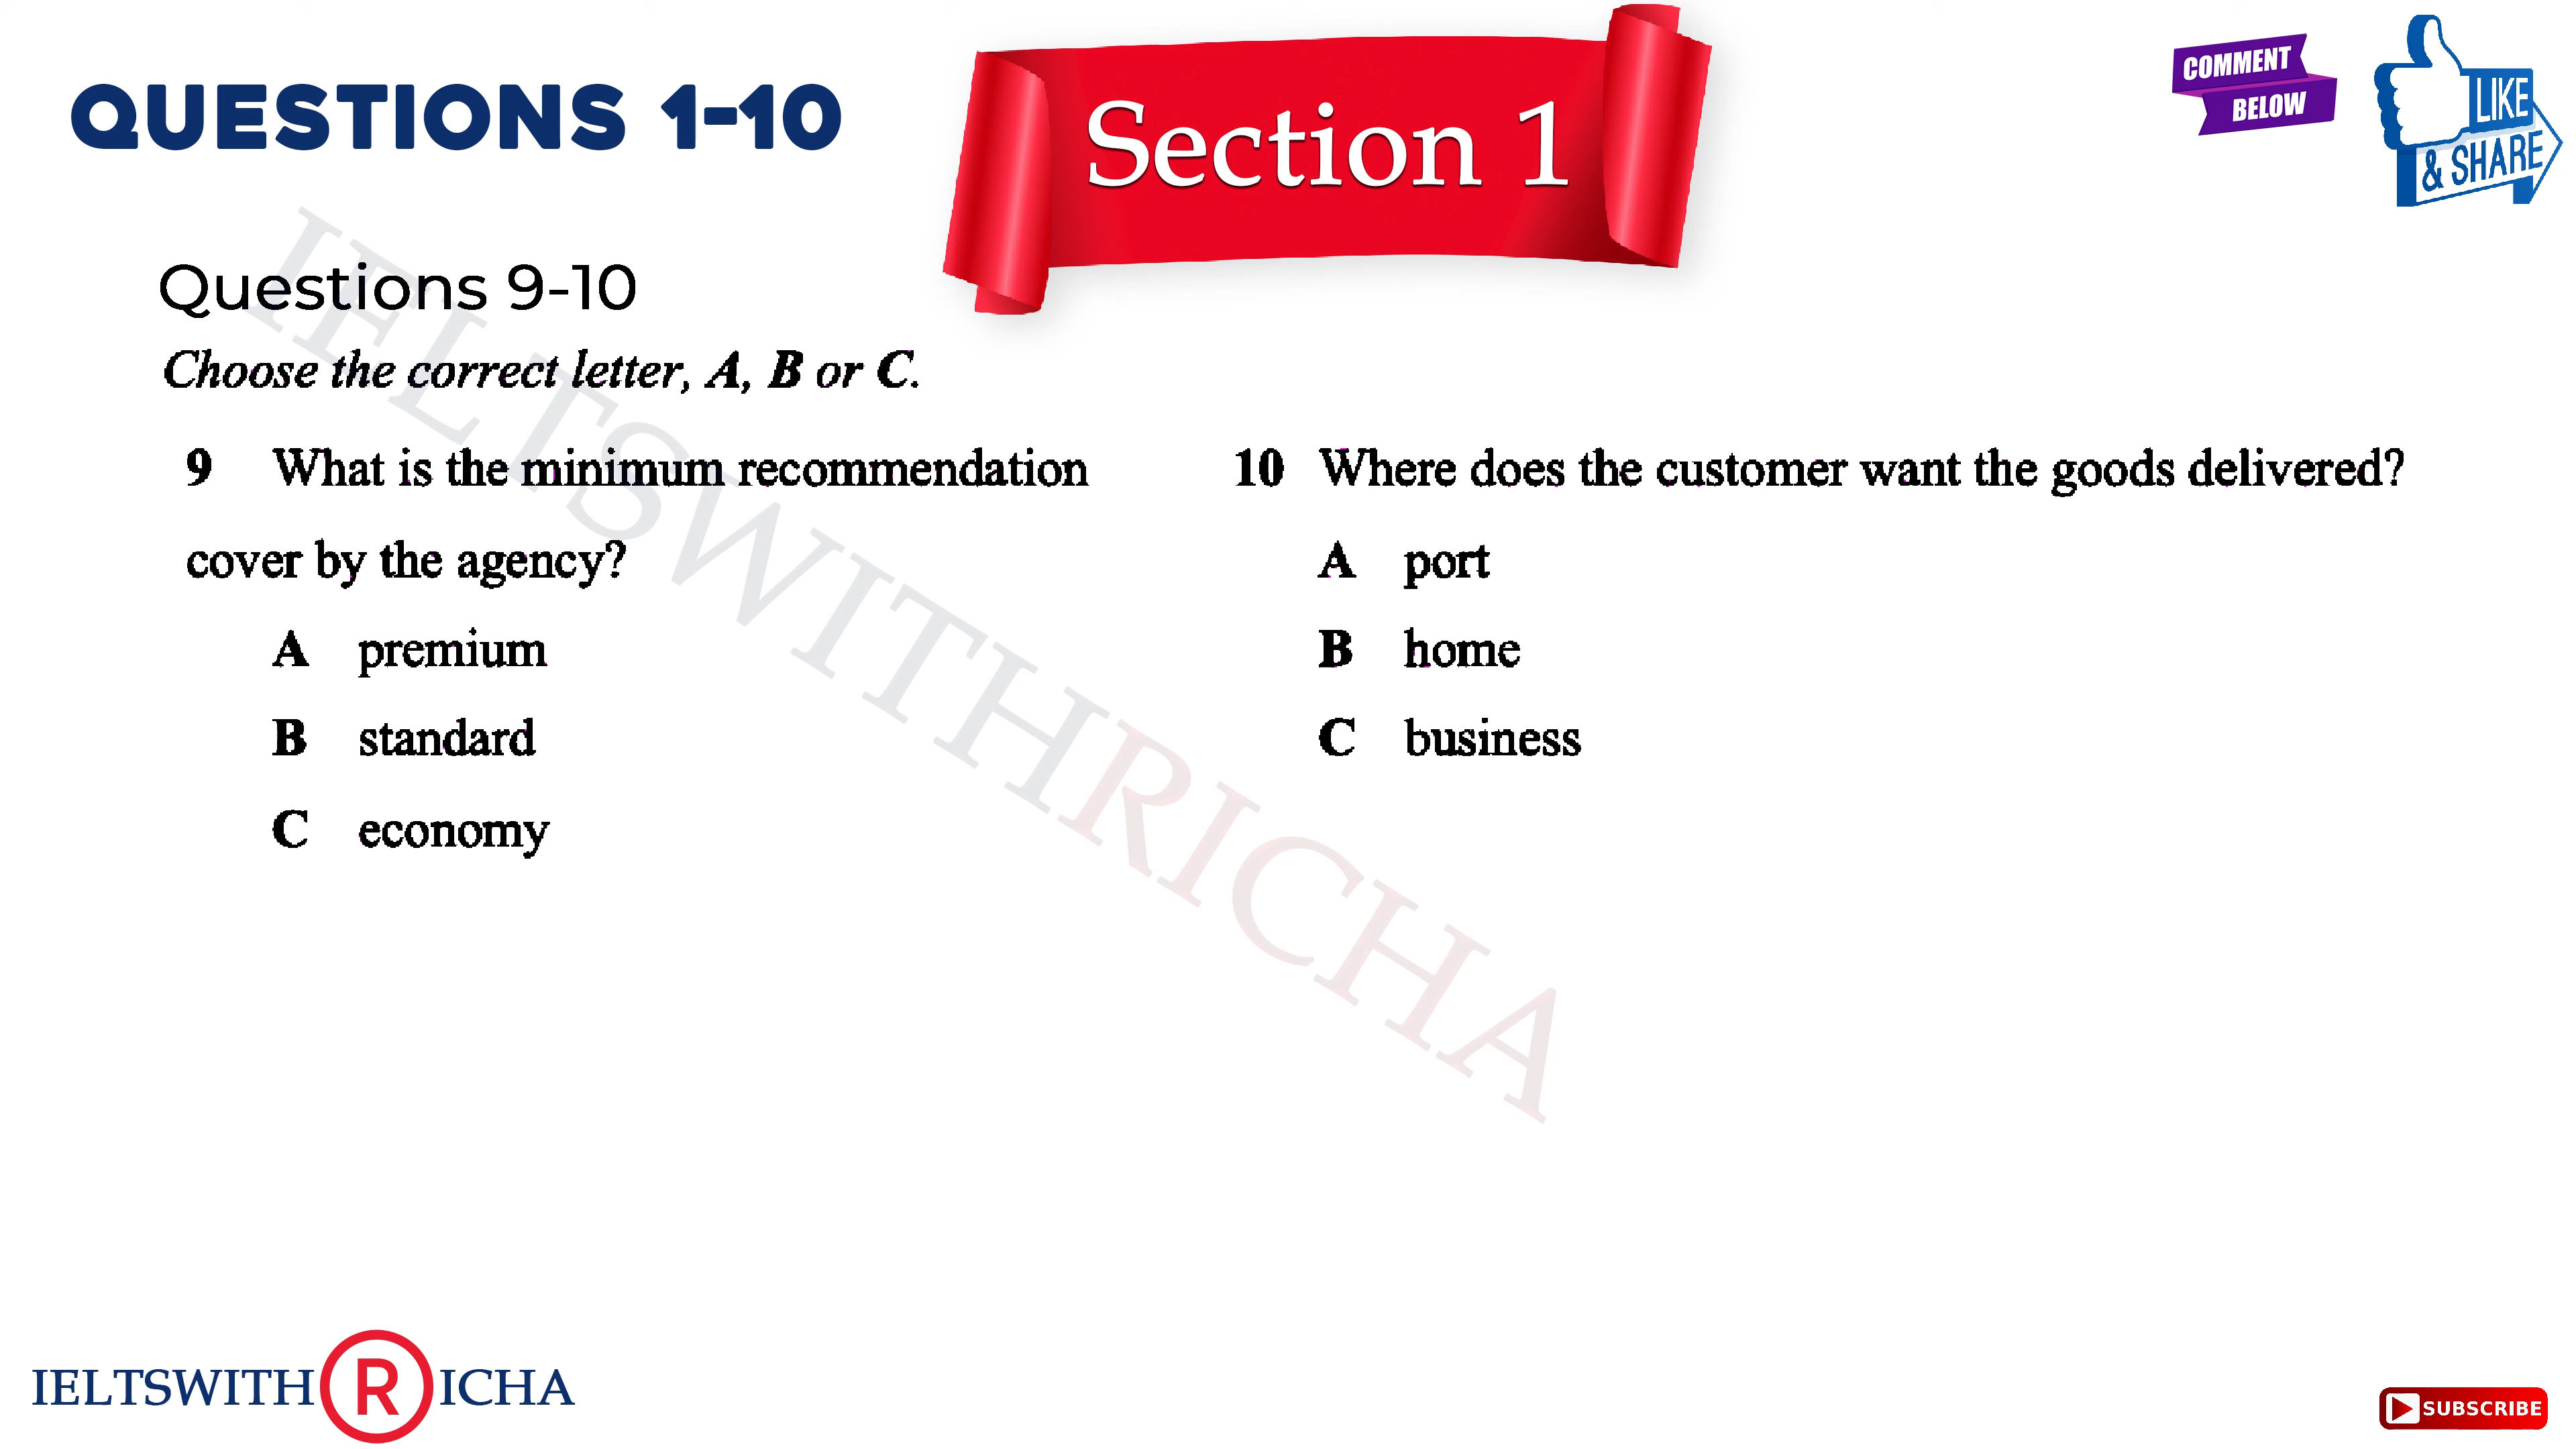 QUESTIONS 1-10
Section 1
COMMENT
BELOW
LIKE
& SHARE
Questions 9-10
Choose the correct letter, A, B or C.
9 What is the minimum recommendation
cover by the agency?
A premium
B standard
C economy
10 Where does the customer want the goods delivered?
A port
B home
C business
IELTSWITHRICHA
IELTSWITHRICHA
SUBSCRIBE